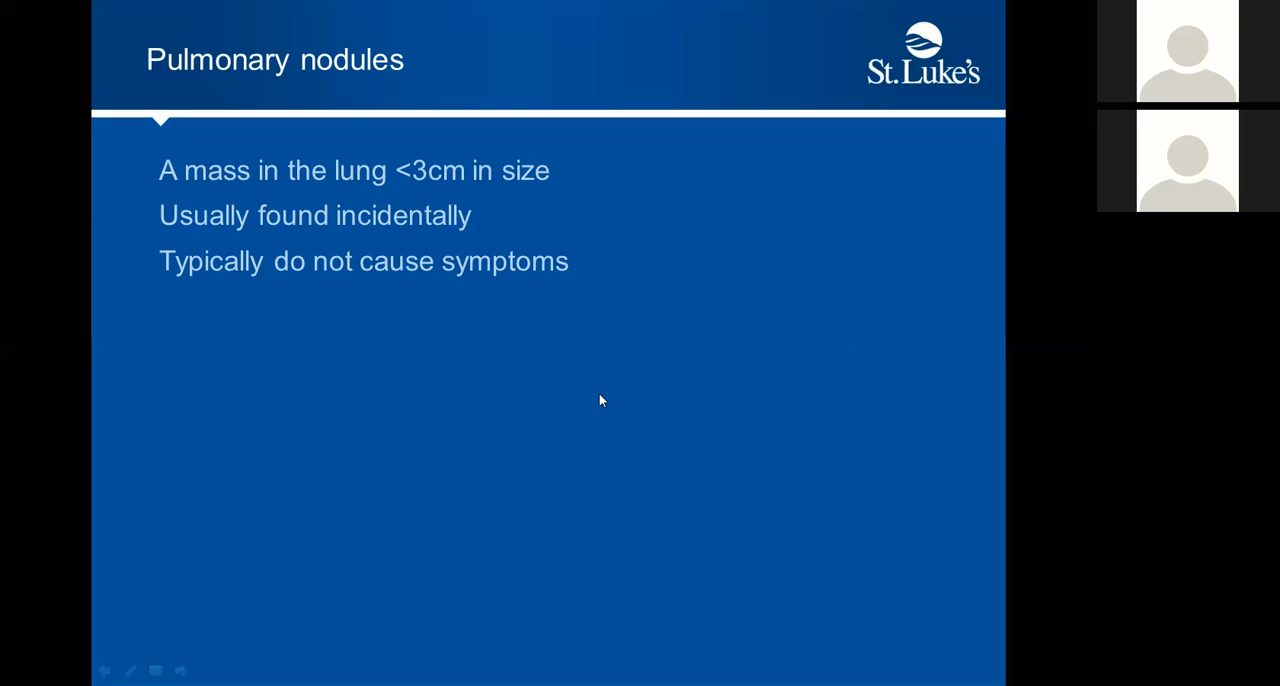 Pulmonary nodules
St. Luke's
A mass in the lung <3cm in size
Usually found incidentally
Typically do not cause symptoms